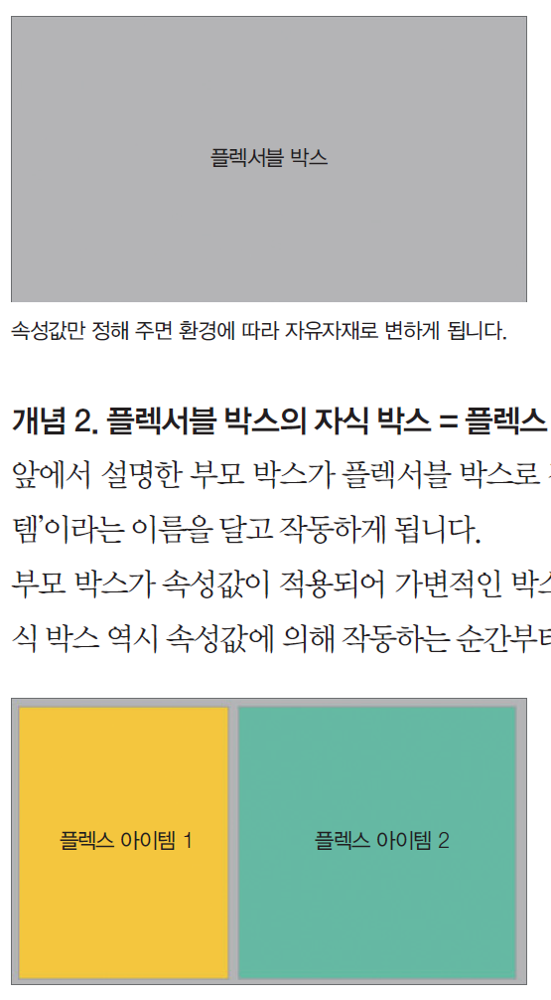 플렉서블 박스
속성값만 정해 주면 환경에 따라 자유자재로 변하게 됩니다.
개념 2. 플렉서블 박스의 자식 박스 = 플렉스
앞에서 설명한 부모 박스가 플렉서블 박스로
템’이라는 이름을 달고 작동하게 됩니다.
부모 박스가 속성값이 적용되어 가변적인 박스
식 박스 역시 속성값에 의해 작동하는 순간부터
플렉스 아이템 1
플렉스 아이템 2